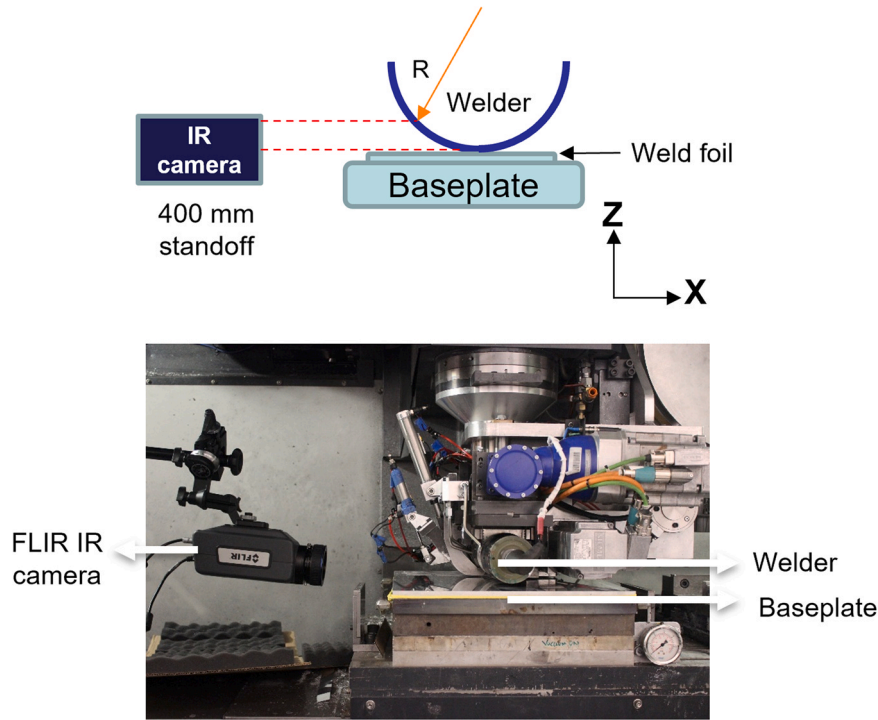 R
Welder
IR
camera
Weld foil
Baseplate
400 mm
standoff
Z
X
FLIR IR
camera
FLIR
Welder
Baseplate